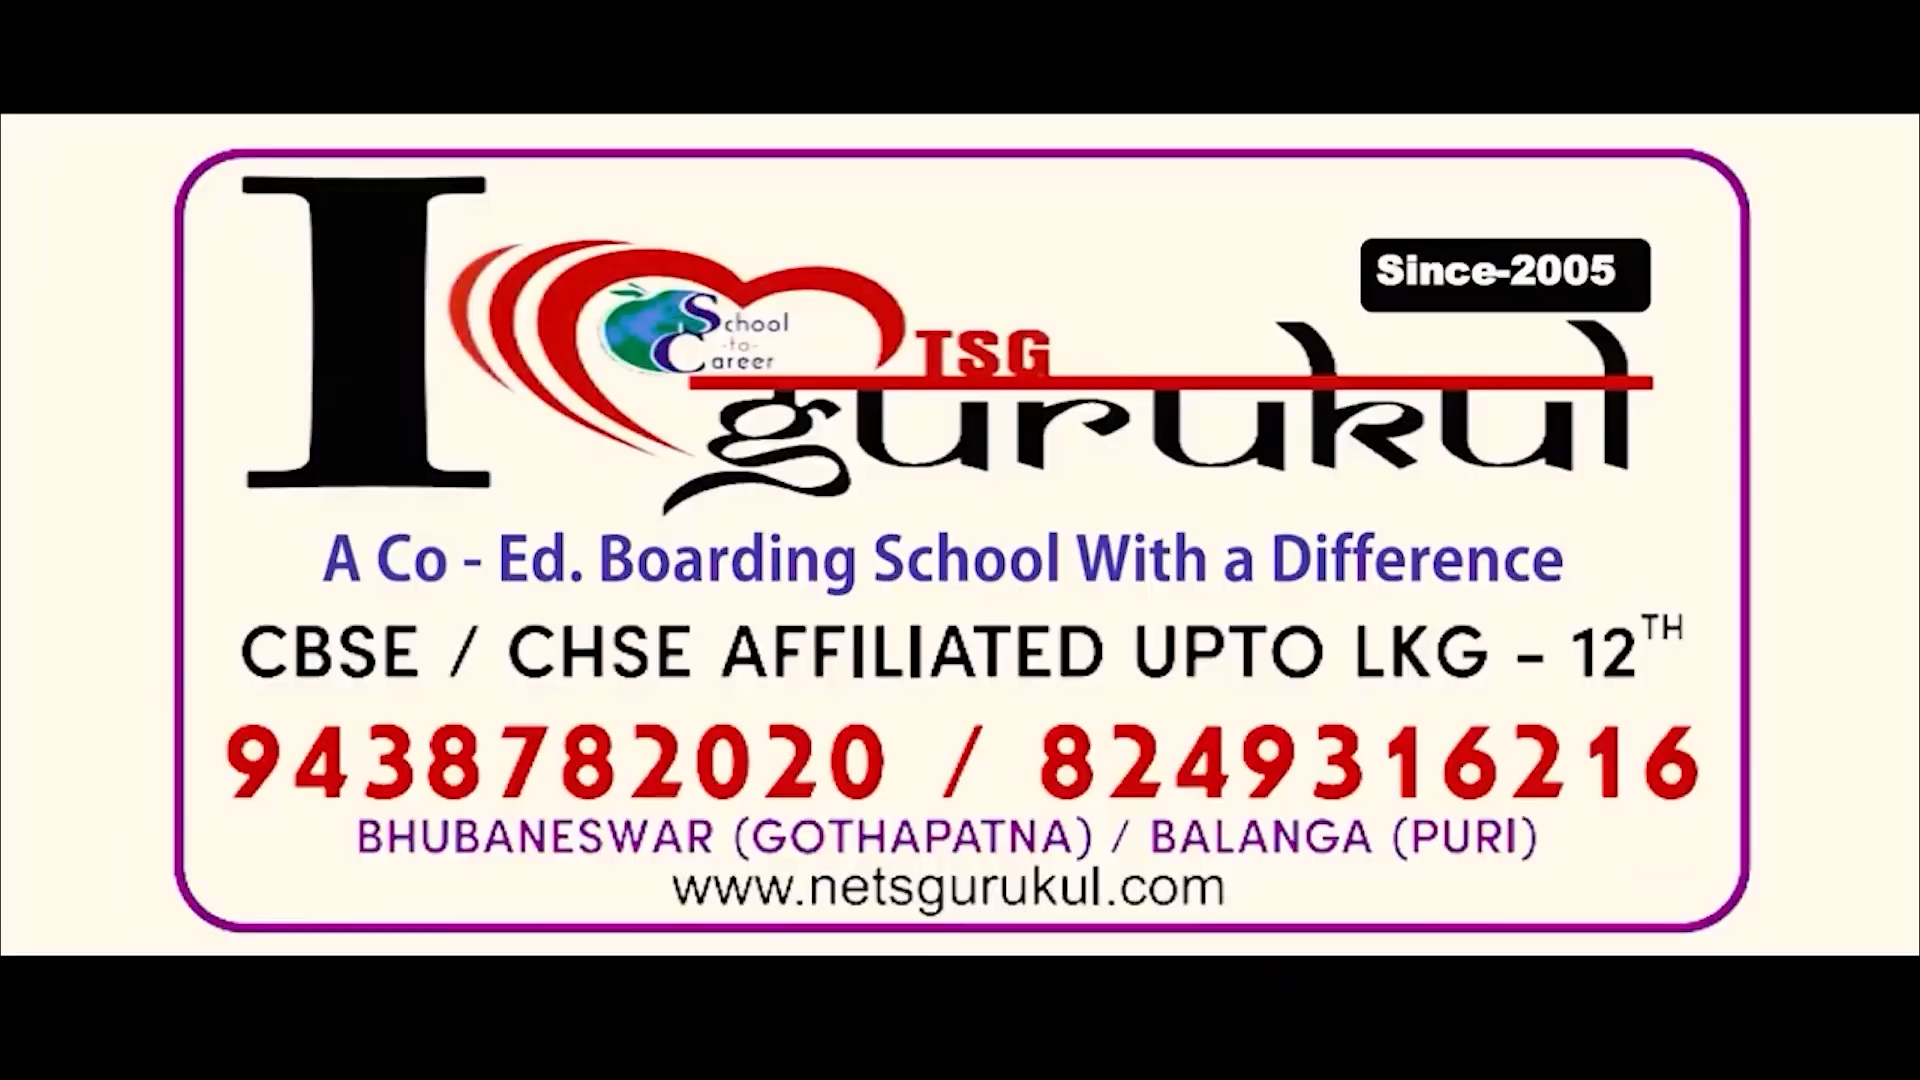 Since-2005
I
School
-to-
Career
TSG
gurukul
A Co - Ed. Boarding School With a Difference
CBSE / CHSE AFFILIATED UPTO LKG - 12TH
9438782020 / 8249316216
BHUBANESWAR (GOTHAPATNA) / BALANGA (PURI)
www.netsgurukul.com